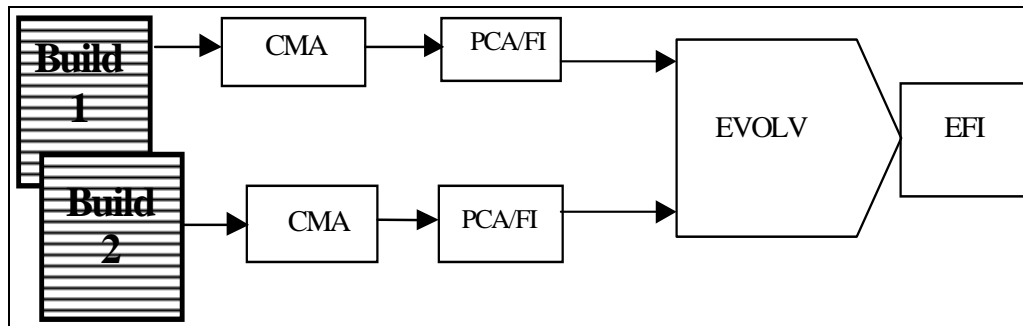 Build
1
CMA
PCA/FI
EVOLV
EFI
Build
2
CMA
PCA/FI